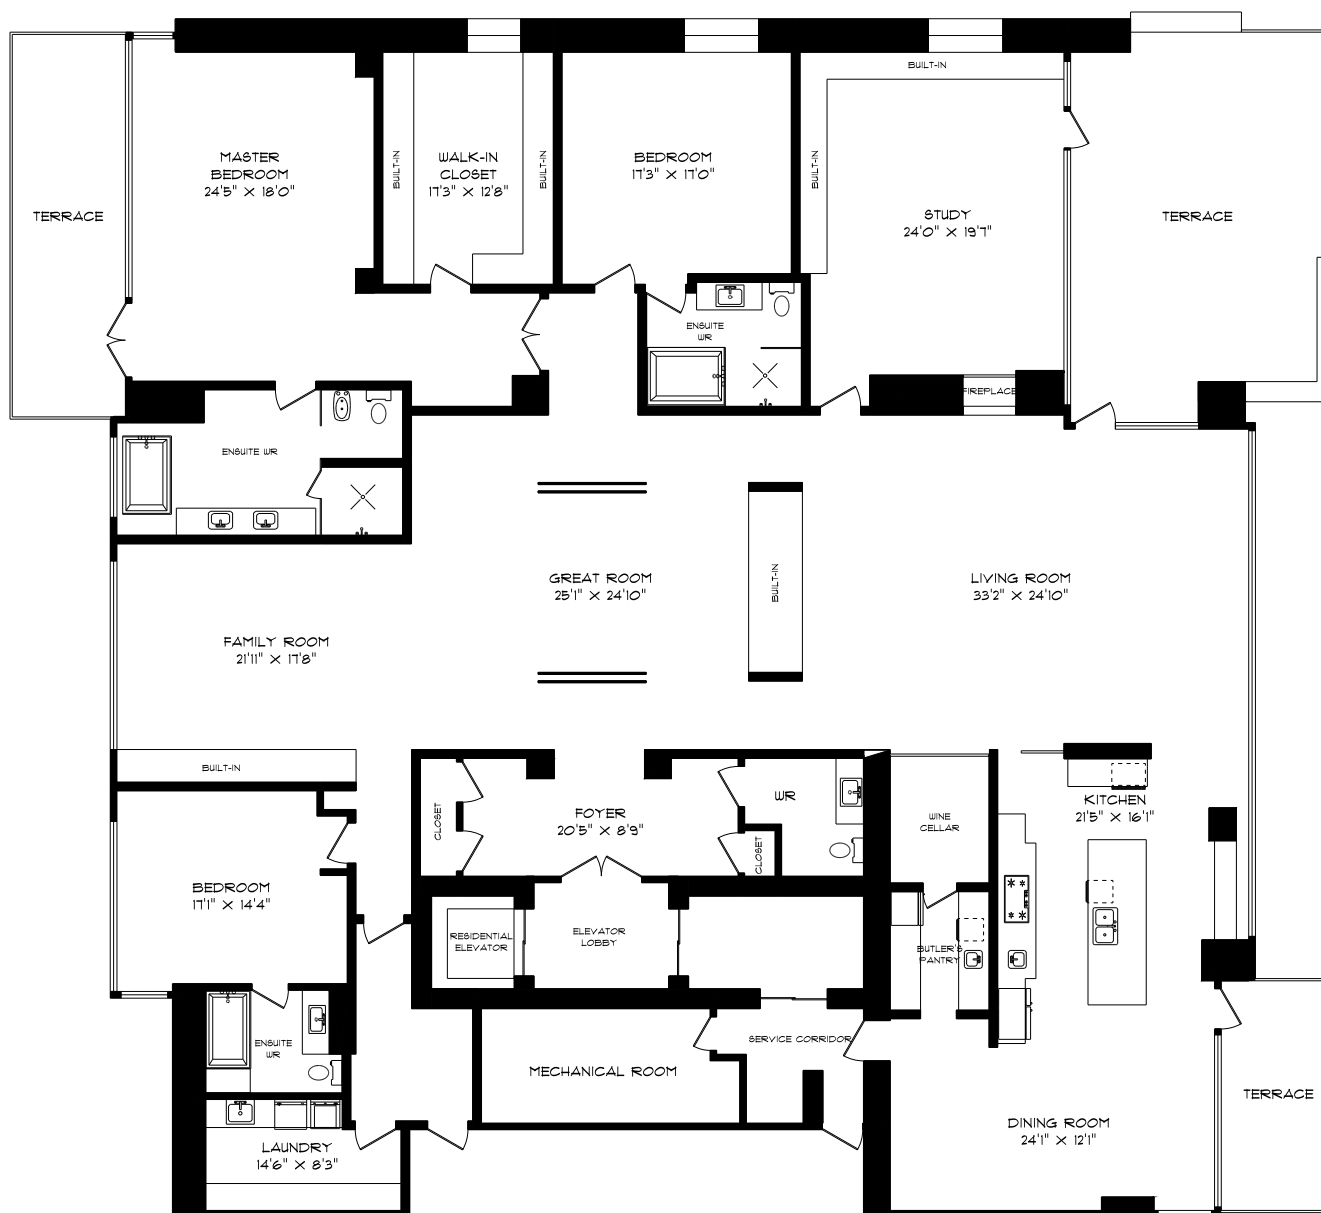 BUILT-IN
MASTER
BEDROOM
24'5" X 18'0"
BUILT-IN
WALK-IN
CLOSET
17'3" X 12'8"
BUILT-IN
BEDROOM
17'3" X 17'0"
BUILT-IN
TERRACE
STUDY
24'0" X 19'7"
TERRACE
ENSUITE
WR
FIREPLACE
ENSUITE WR
GREAT ROOM
25'1" X 24'10"
BUILT-IN
LIVING ROOM
33'2" X 24'10"
FAMILY ROOM
21'11" X 17'8"
BUILT-IN
CLOSET
FOYER
20'5" X 8'9"
WR
CLOSET
WINE
CELLAR
KITCHEN
21'5" X 16'1"
BEDROOM
17'1" X 14'4"
RESIDENTIAL
ELEVATOR
ELEVATOR
LOBBY
BUTLER'S
PANTRY
ENSUITE
WR
SERVICE CORRIDOR
MECHANICAL ROOM
TERRACE
DINING ROOM
24'1" X 12'1"
LAUNDRY
14'6" X 8'3"